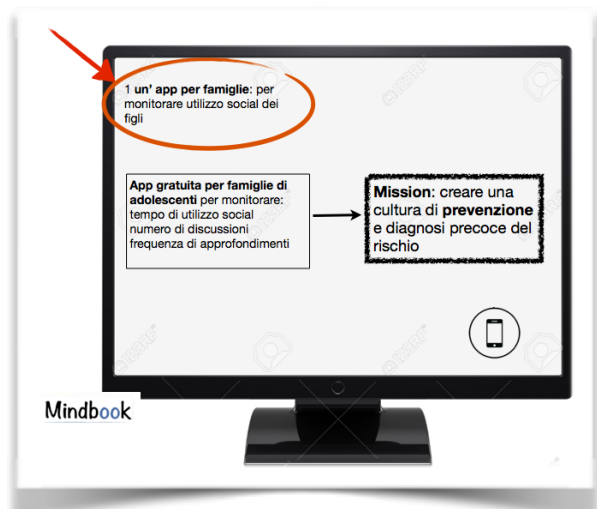 1 un' app per famiglie: per
monitorare utilizzo social dei
figli
App gratuita per famiglie di
adolescenti per monitorare:
tempo di utilizzo social
numero di discussioni
frequenza di approfondimenti
Mission: creare una
cultura di prevenzione
e diagnosi precoce del
rischio
Mindbook